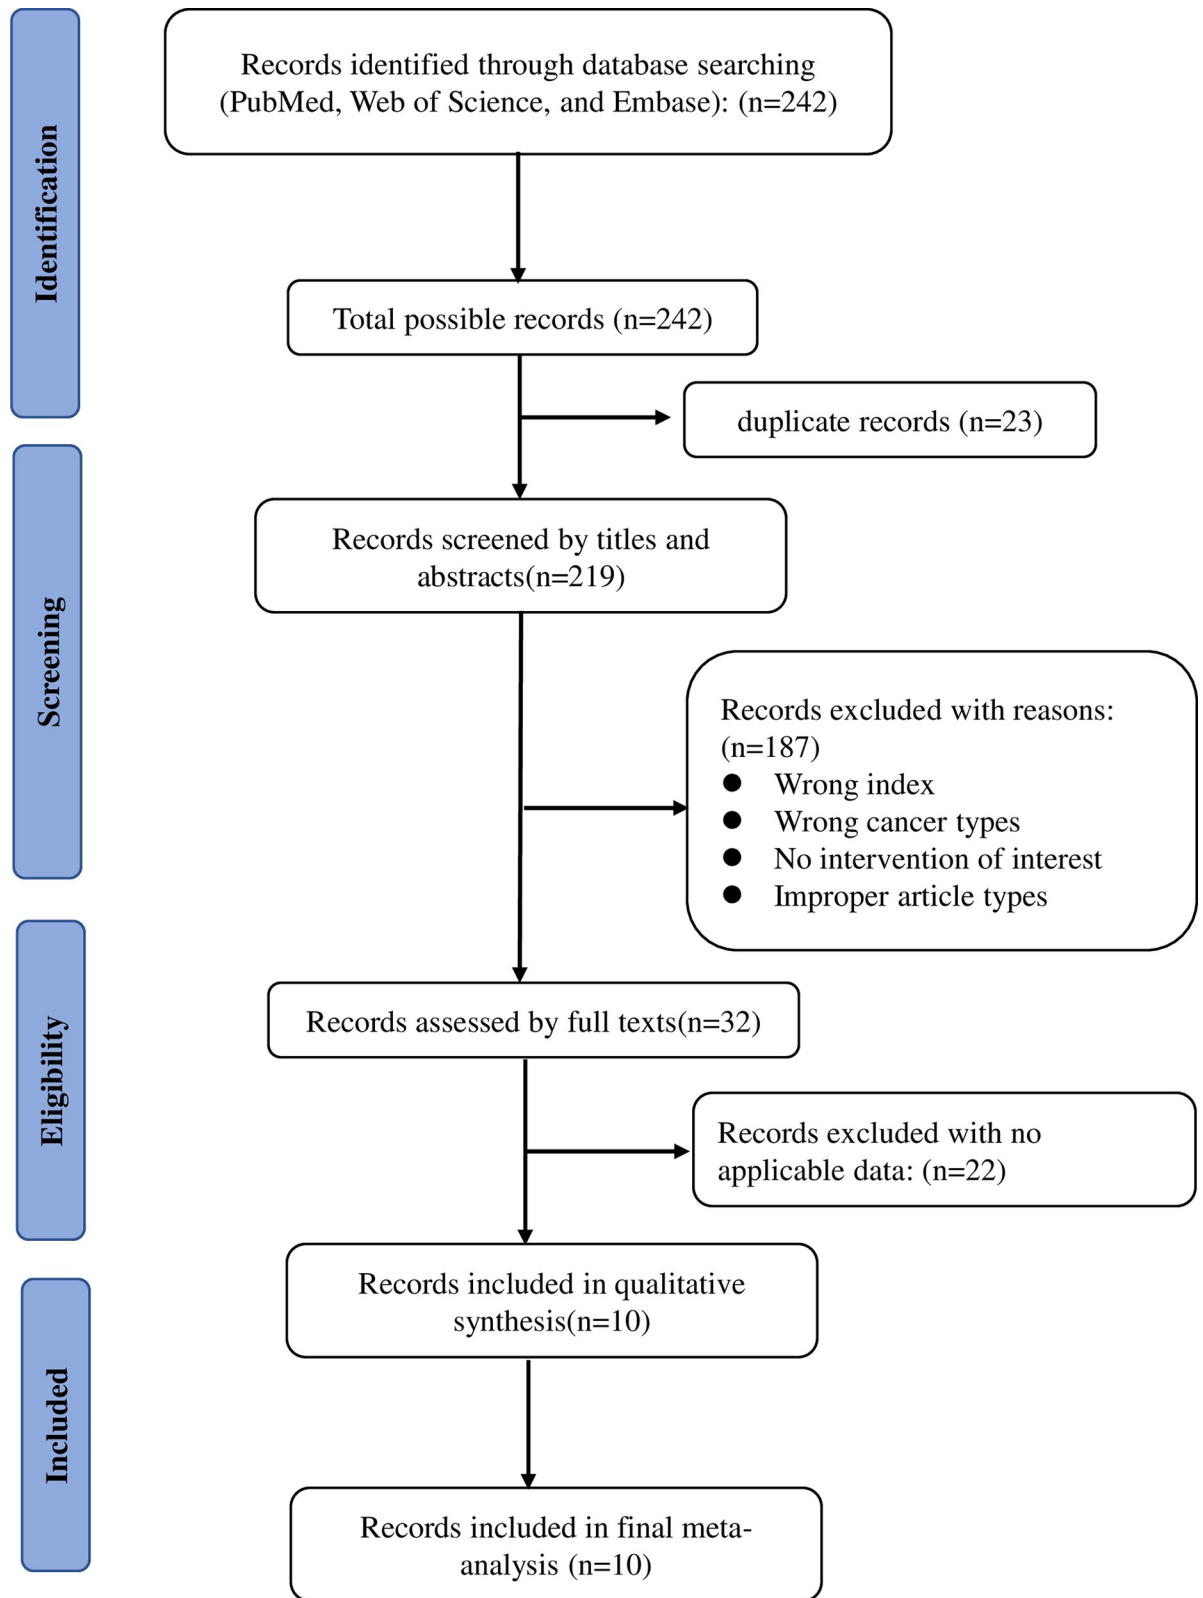 Identification
Records identified through database searching
(PubMed, Web of Science, and Embase): (n=242)
Total possible records (n=242)
duplicate records (n=23)
Screening
Records screened by titles and
abstracts(n=219)
Records excluded with reasons:
(n=187)
● Wrong index
● Wrong cancer types
● No intervention of interest
● Improper article types
Eligibility
Records assessed by full texts(n=32)
Records excluded with no
applicable data: (n=22)
Included
Records included in qualitative
synthesis(n=10)
Records included in final meta-
analysis (n=10)